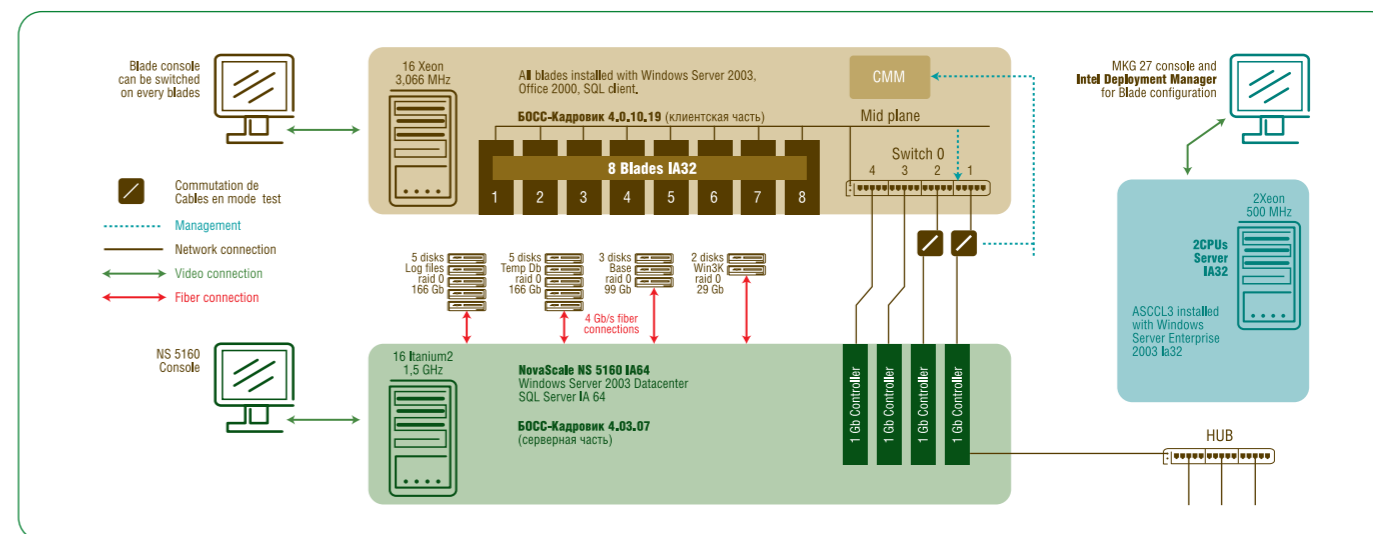 Blade console
can be switched
on every blades
16 Xeon
3,066 MHz
All blades installed with Windows Server 2003,
Office 2000, SQL client.
БОСС-Кадровик 4.0.10.19 (клиентская часть)
CMM
Mid plane
Switch 0
4 3 2 1
8 Blades IA32
1 2 3 4 5 6 7 8
MKG 27 console and
Intel Deployment Manager
for Blade configuration
Commutation de
Cables en mode test
Management
Network connection
Video connection
Fiber connection
5 disks
Log files
raid 0
166 Gb
5 disks
Temp Db
raid 0
166 Gb
3 disks
Base
raid 0
99 Gb
2 disks
Win3K
raid 0
29 Gb
4 Gb/s fiber
connections
2Xeon
500 MHz
2CPUs
Server
IA32
ASCCL3 installed
with Windows
Server Enterprise
2003 Ia32
NS 5160
Console
16 Itanium2
1,5 GHz
NovaScale NS 5160 IA64
Windows Server 2003 Datacenter
SQL Server IA 64
БОСС-Кадровик 4.03.07
(серверная часть)
1 Gb Controller
1 Gb Controller
1 Gb Controller
1 Gb Controller
HUB